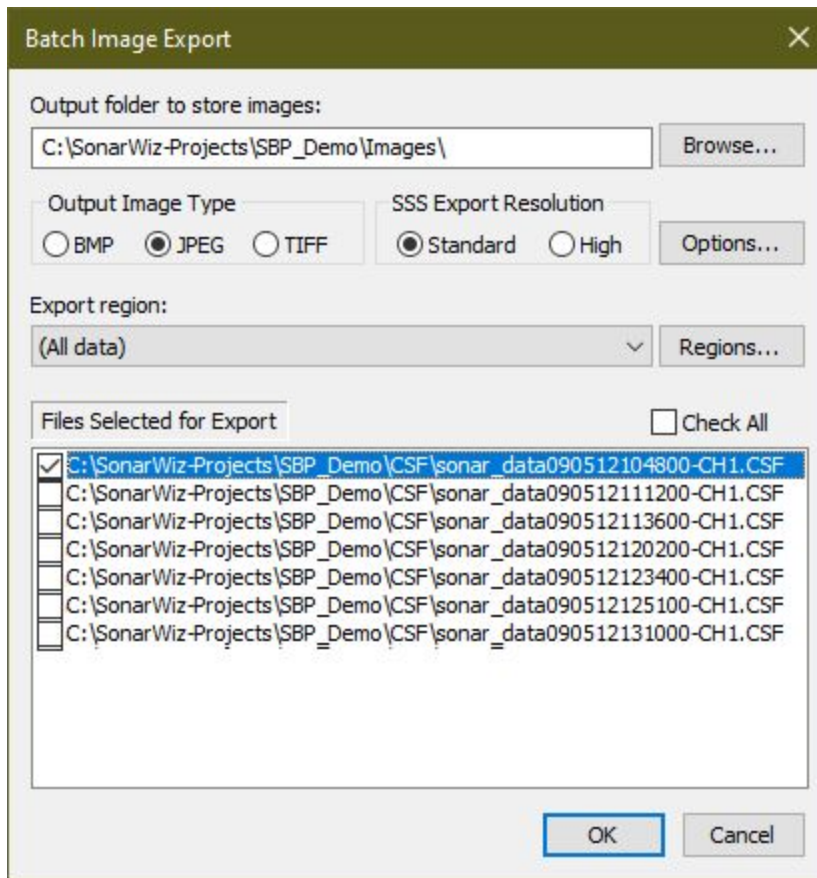 Batch Image Export
Output folder to store images:
C:\SonarWiz-Projects\SBP_Demo\Images\
Browse...
Output Image Type
SSS Export Resolution
BMP
JPEG
TIFF
Standard
High
Options...
Export region:
(All data)
Regions...
Files Selected for Export
Check All
C:\SonarWiz-Projects\SBP_Demo\CSF\sonar_data090512104800-CH1.CSF
C:\SonarWiz-Projects\SBP_Demo\CSF\sonar_data090512111200-CH1.CSF
C:\SonarWiz-Projects\SBP_Demo\CSF\sonar_data090512113600-CH1.CSF
C:\SonarWiz-Projects\SBP_Demo\CSF\sonar_data090512120200-CH1.CSF
C:\SonarWiz-Projects\SBP_Demo\CSF\sonar_data090512123400-CH1.CSF
C:\SonarWiz-Projects\SBP_Demo\CSF\sonar_data090512125100-CH1.CSF
C:\SonarWiz-Projects\SBP_Demo\CSF\sonar_data090512131000-CH1.CSF
OK
Cancel